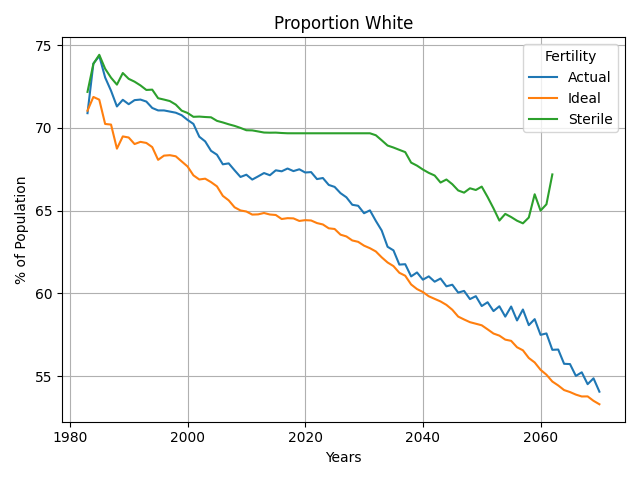 Proportion White
% of Population
75
70
65
60
55
Fertility
Actual
Ideal
Sterile
1980
2000
2020
2040
2060
Years